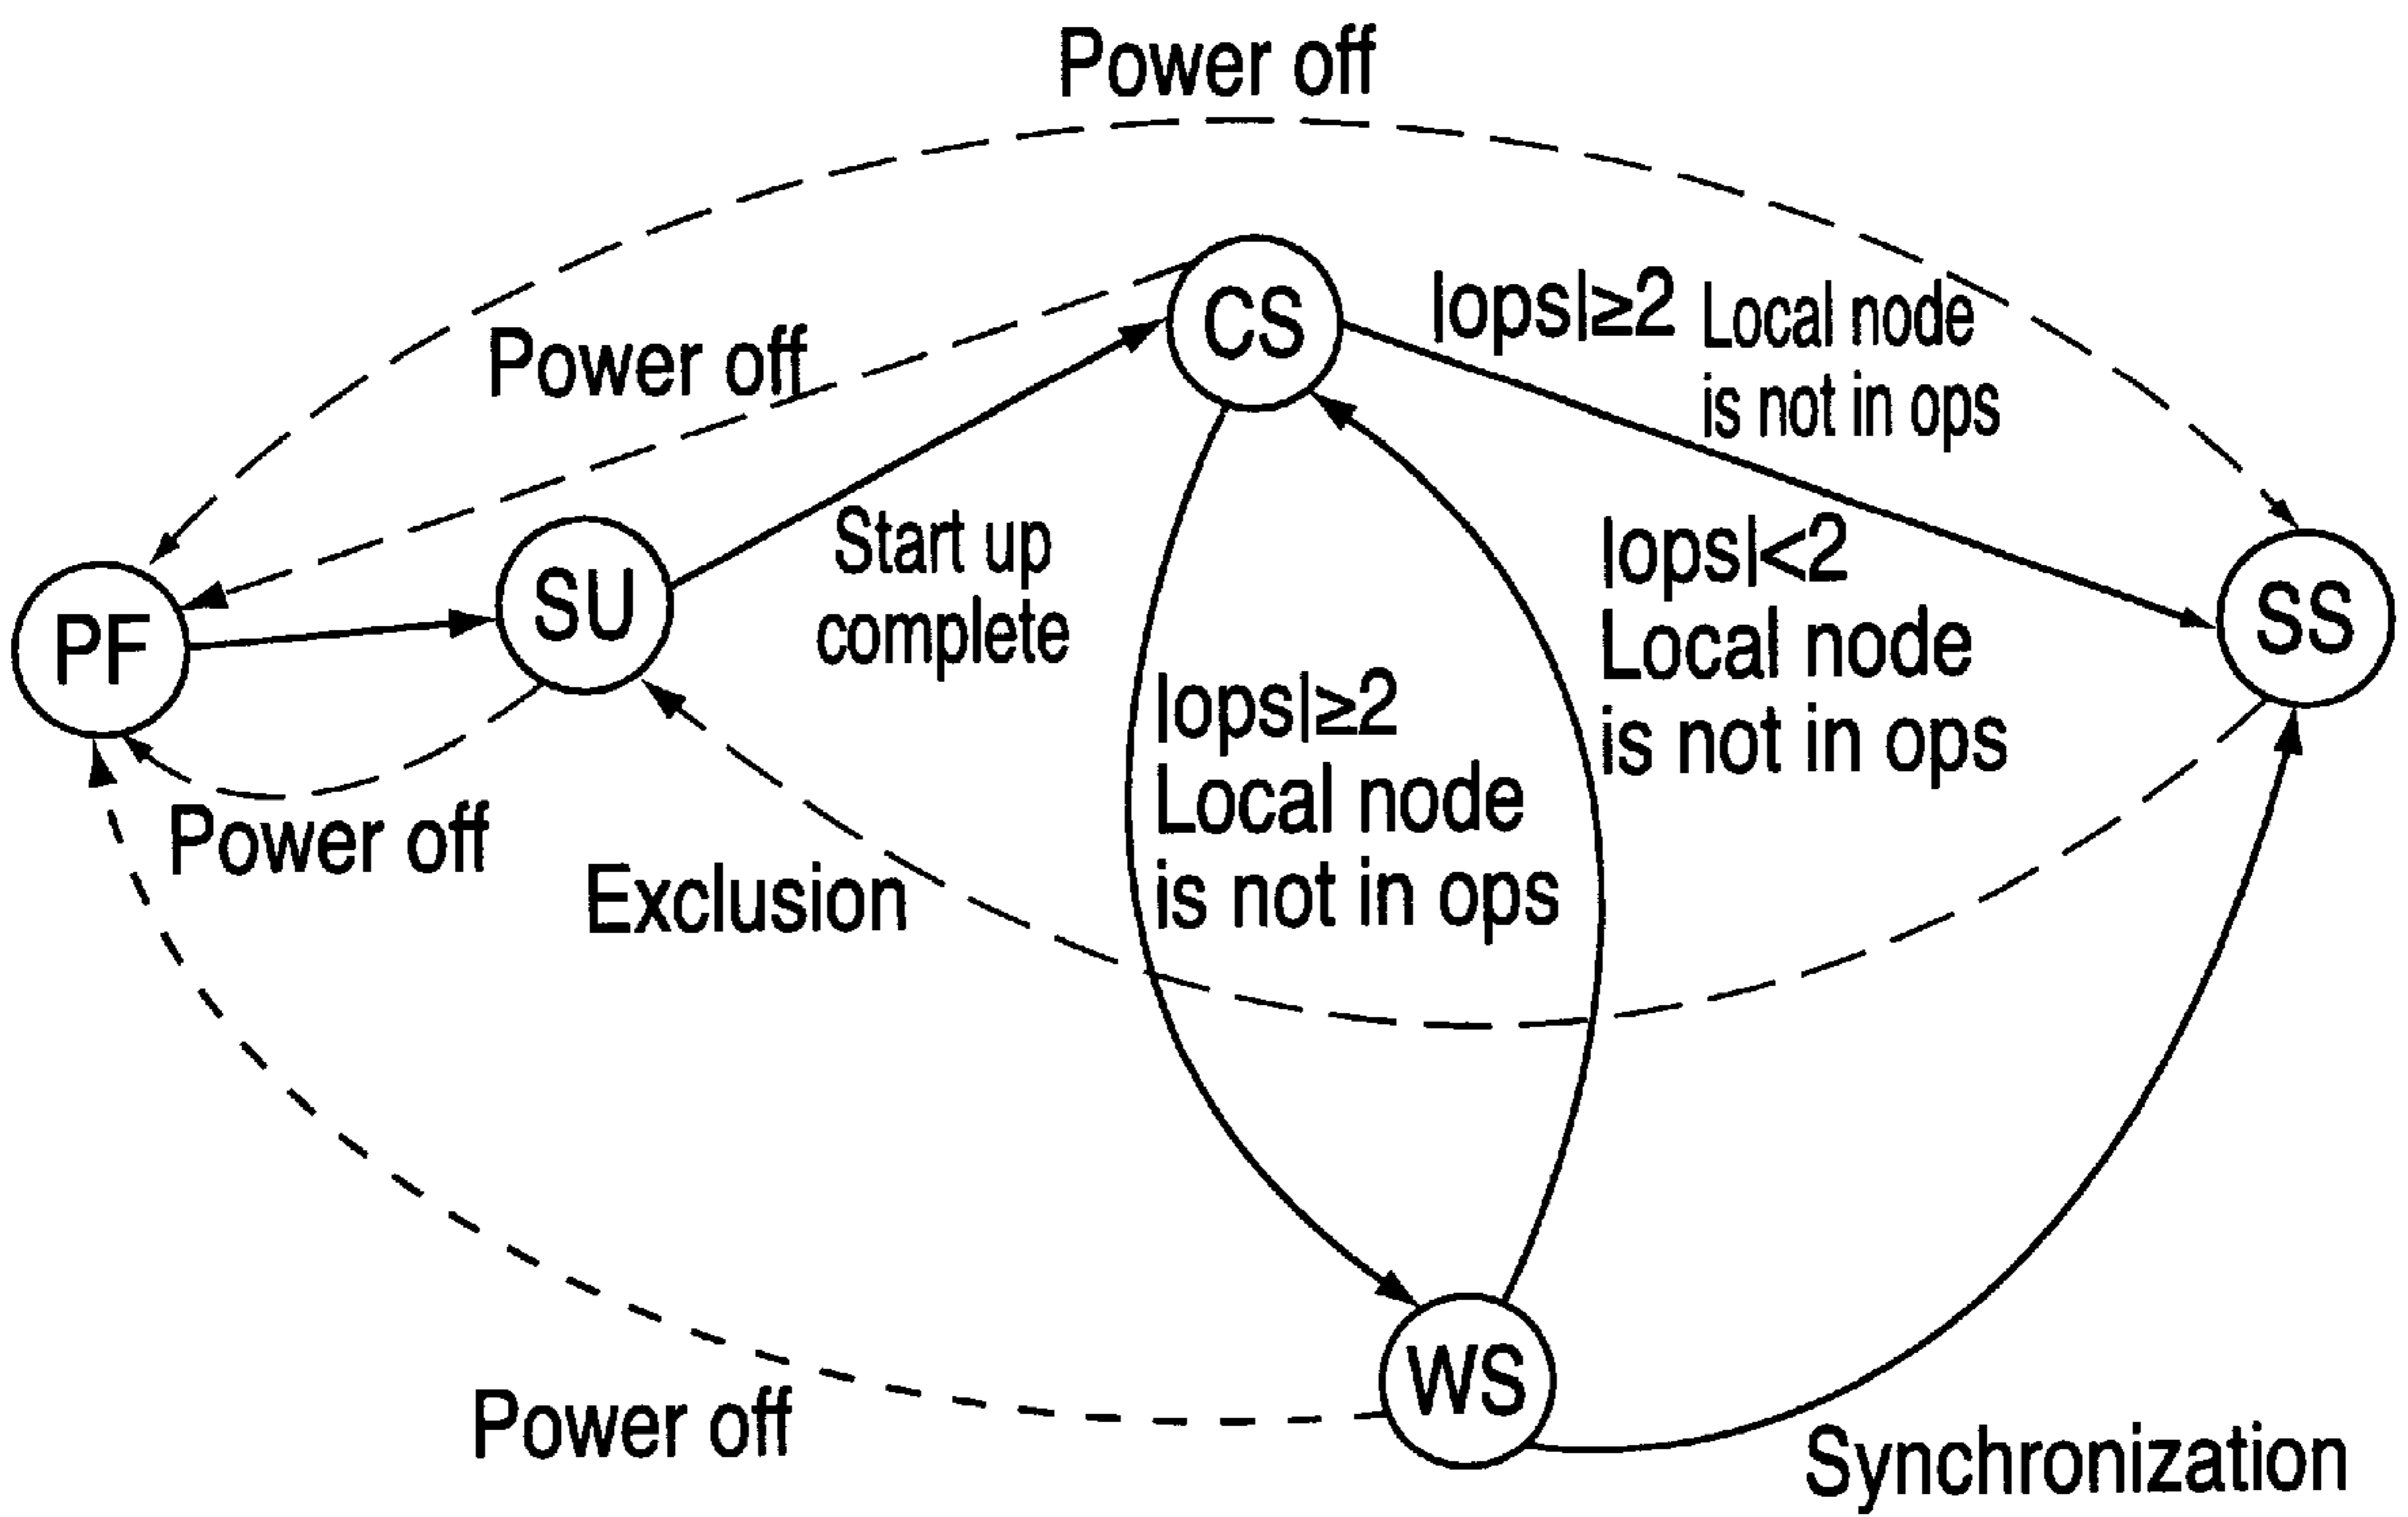 Power off
CS
|ops|≥2 Local node
is not in ops
Power off
Start up
complete
|ops|<2
Local node
is not in ops
PF
SU
SS
|ops|≥2
Local node
is not in ops
Power off
Exclusion
WS
Power off
Synchronization